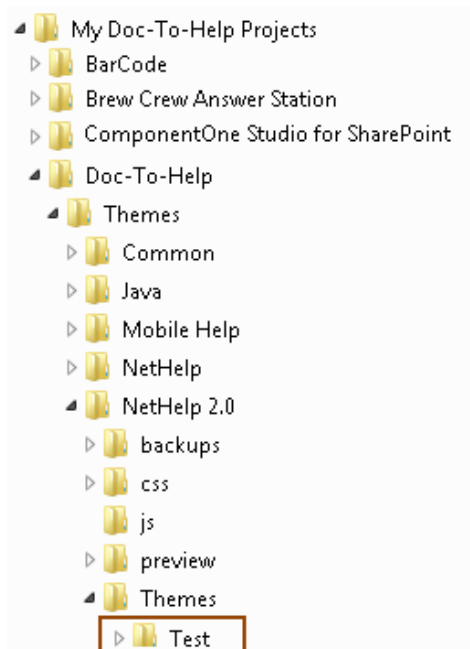 My Doc-To-Help Projects
BarCode
Brew Crew Answer Station
ComponentOne Studio for SharePoint
Doc-To-Help
Themes
Common
Java
Mobile Help
NetHelp
NetHelp 2.0
backups
css
js
preview
Themes
Test